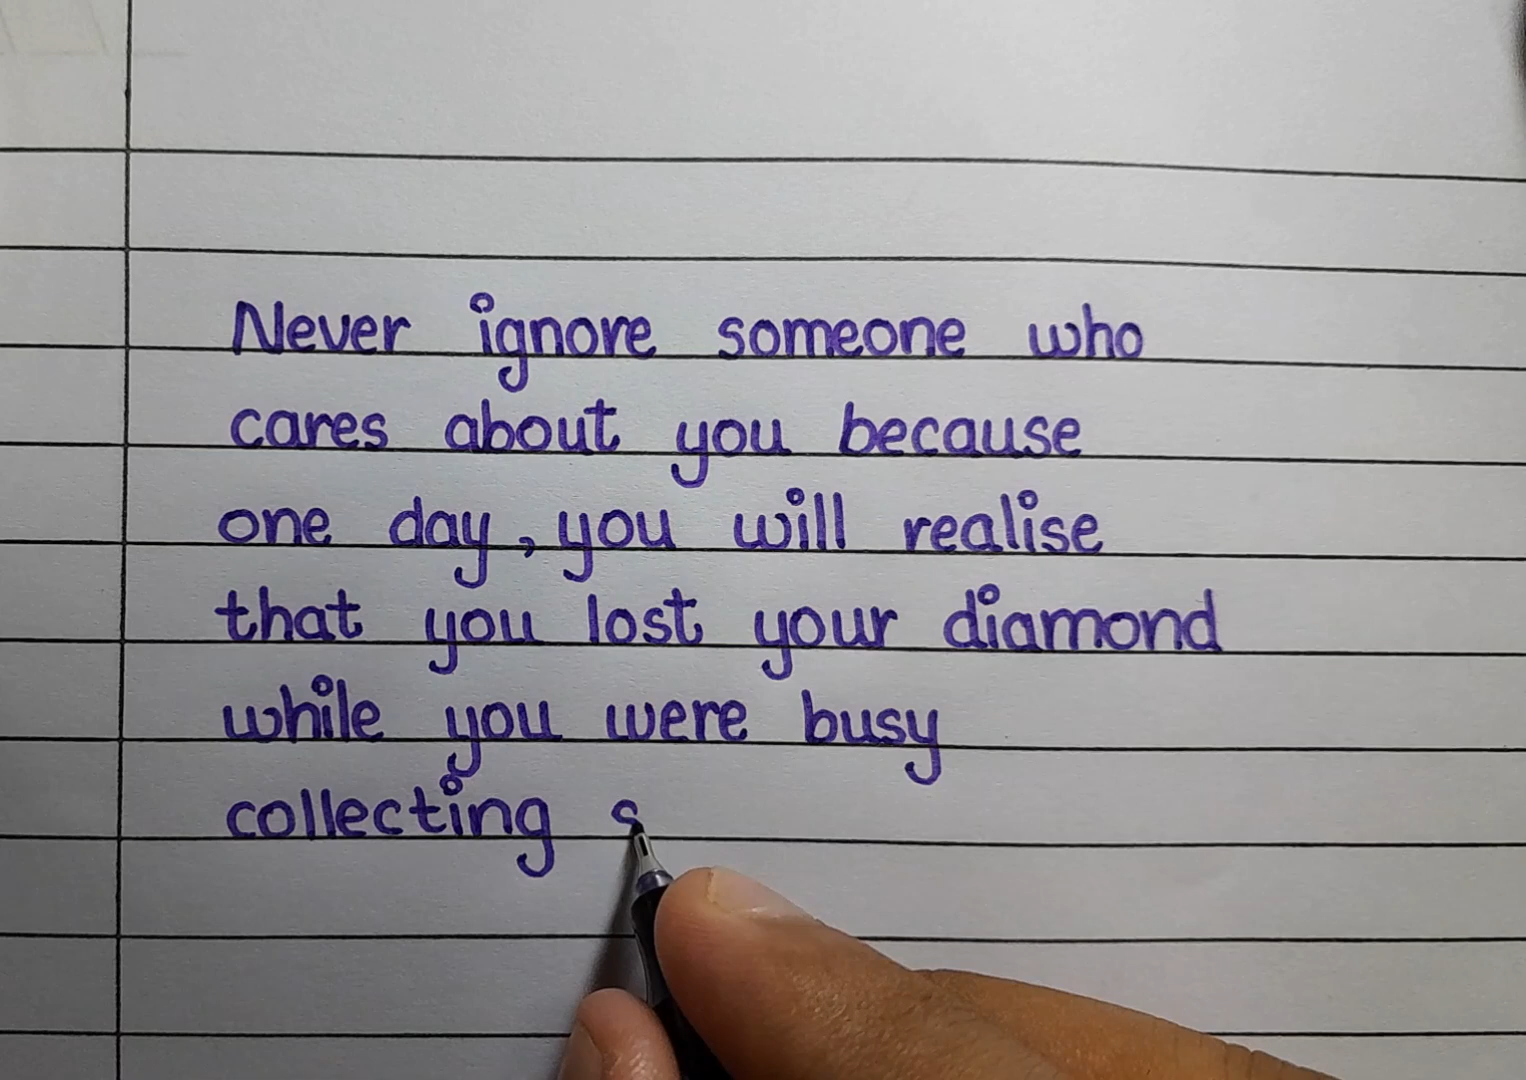 Never ignore someone who
cares about you because
one day, you will realise
that you lost your diamond
while you were busy
collecting s